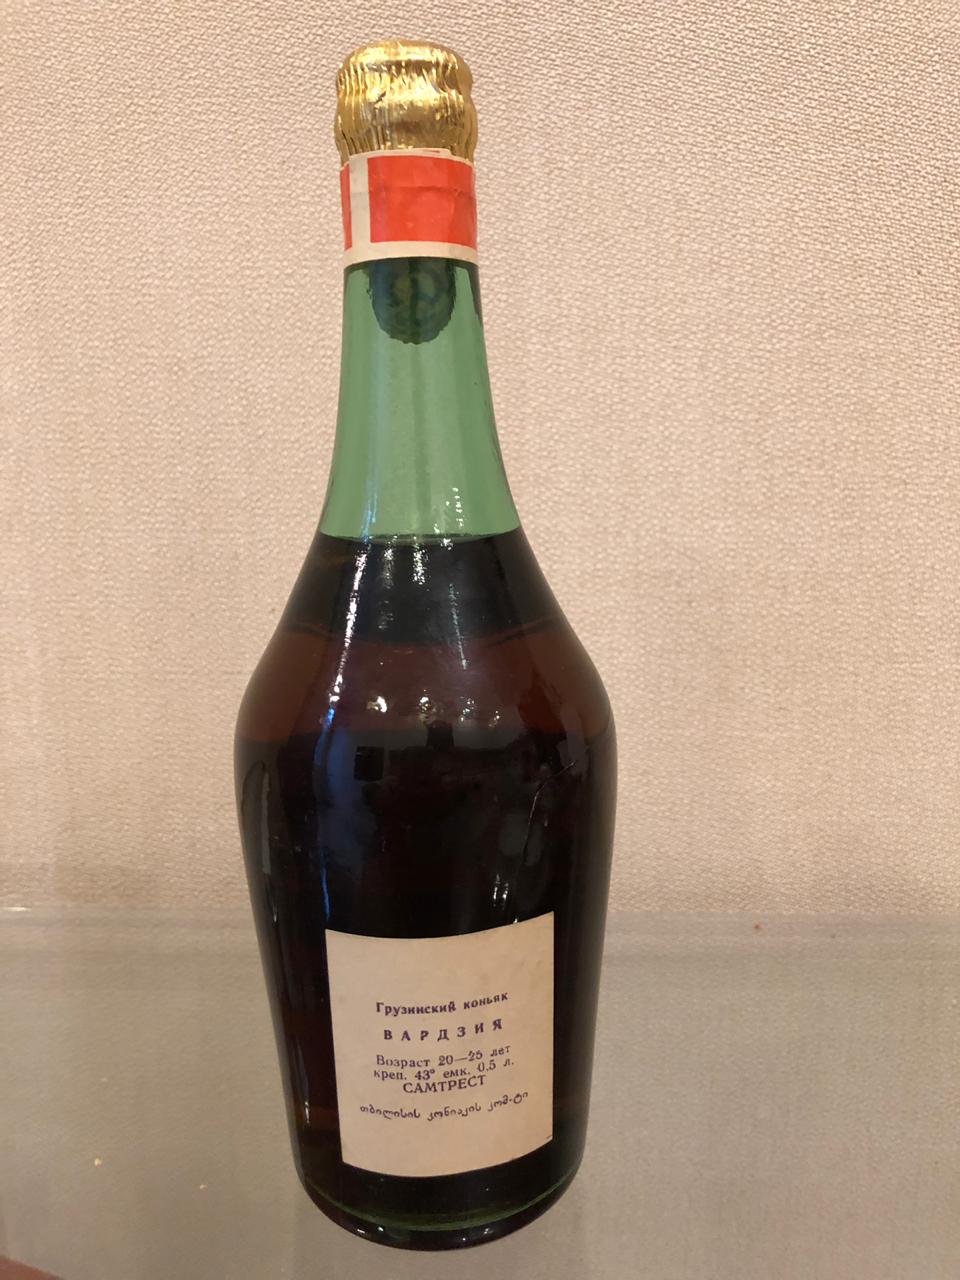 Грузинский коньяк
ВАРДЗИЯ
Возраст 20—25 лет
креп. 43° емк. 0.5 л.
САМТРЕСТ
თბილისის კონიაკის კომ-ტი